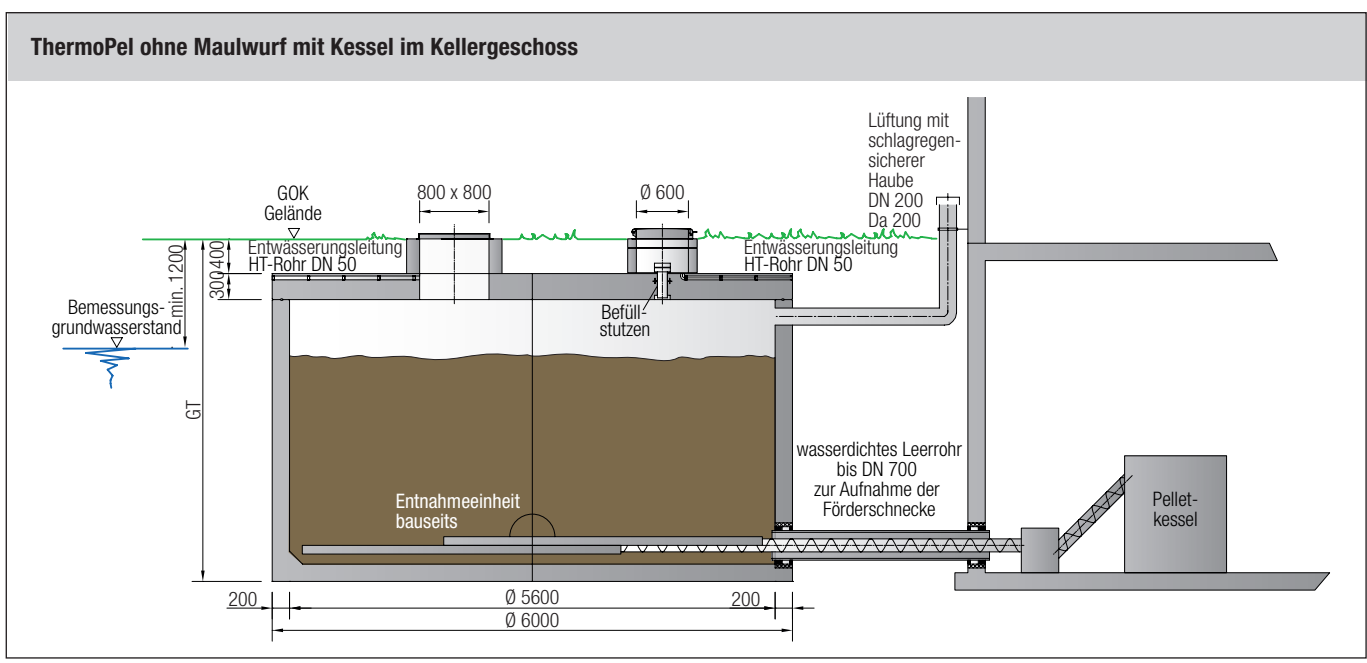 ThermoPel ohne Maulwurf mit Kessel im Kellergeschoss
Lüftung mit
schlagregen-
sicherer
Haube
DN 200
Da 200
GOK
Gelände
800 x 800
Ø 600
Entwässerungsleitung
HT-Rohr DN 50
Entwässerungsleitung
HT-Rohr DN 50
400
300
min. 1200
Bemessungs-
grundwasserstand
Befüll-
stutzen
GT
wasserdichtes Leerrohr
bis DN 700
zur Aufnahme der
Förderschnecke
Entnahmeeinheit
bauseits
Pellet-
kessel
200
Ø 5600
200
Ø 6000